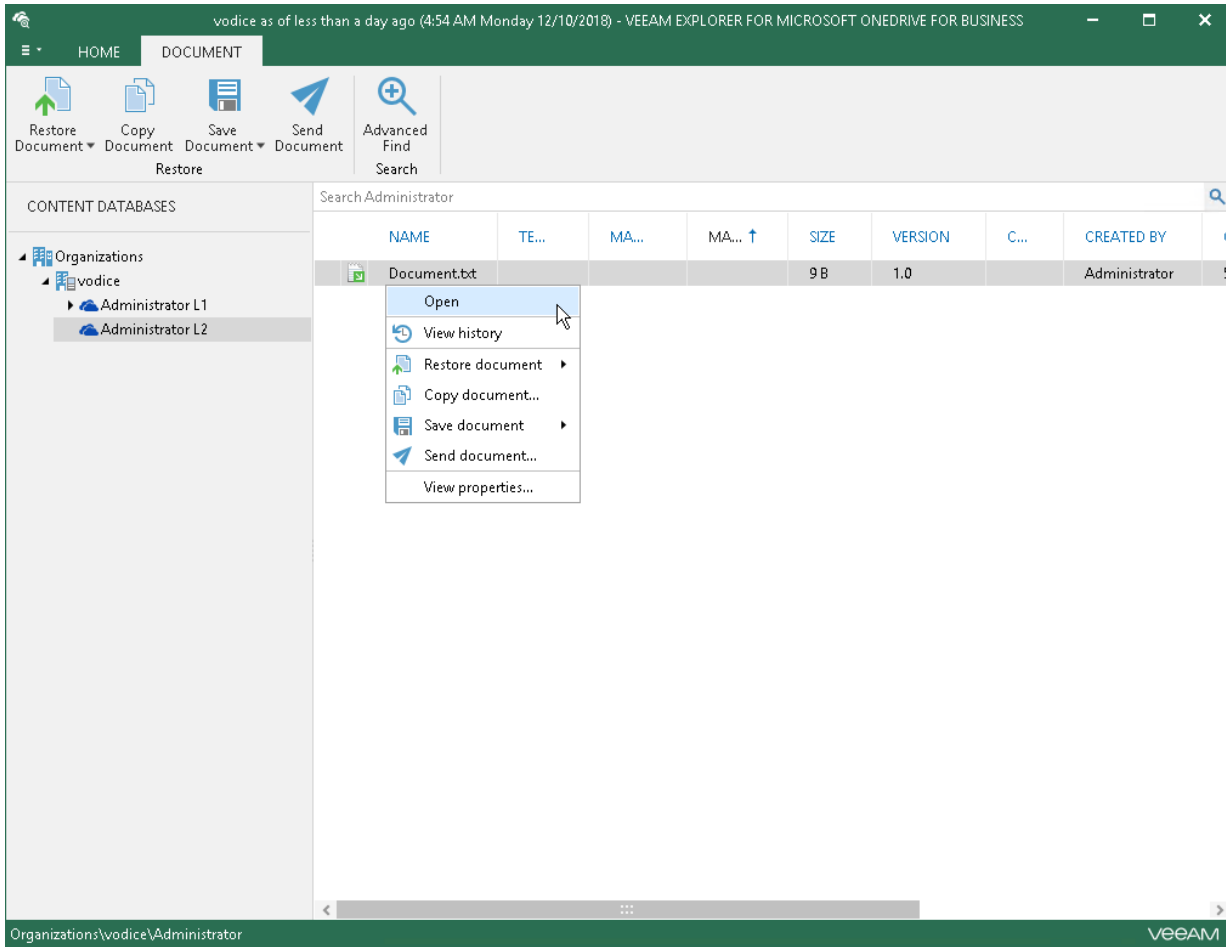 vodice as of less than a day ago (4:54 AM Monday 12/10/2018) - VEEAM EXPLORER FOR MICROSOFT ONEDRIVE FOR BUSINESS
HOME DOCUMENT
Restore Document
Copy Document
Save Document
Send Document
Advanced Find
Restore
Search
CONTENT DATABASES
Search Administrator
NAME TE... MA... MA... SIZE VERSION C... CREATED BY
Organizations
vodice
Administrator L1
Administrator L2
Document.txt 9 B 1.0 Administrator
Open
View history
Restore document
Copy document...
Save document
Send document...
View properties...
Organizations\vodice\Administrator
veeam